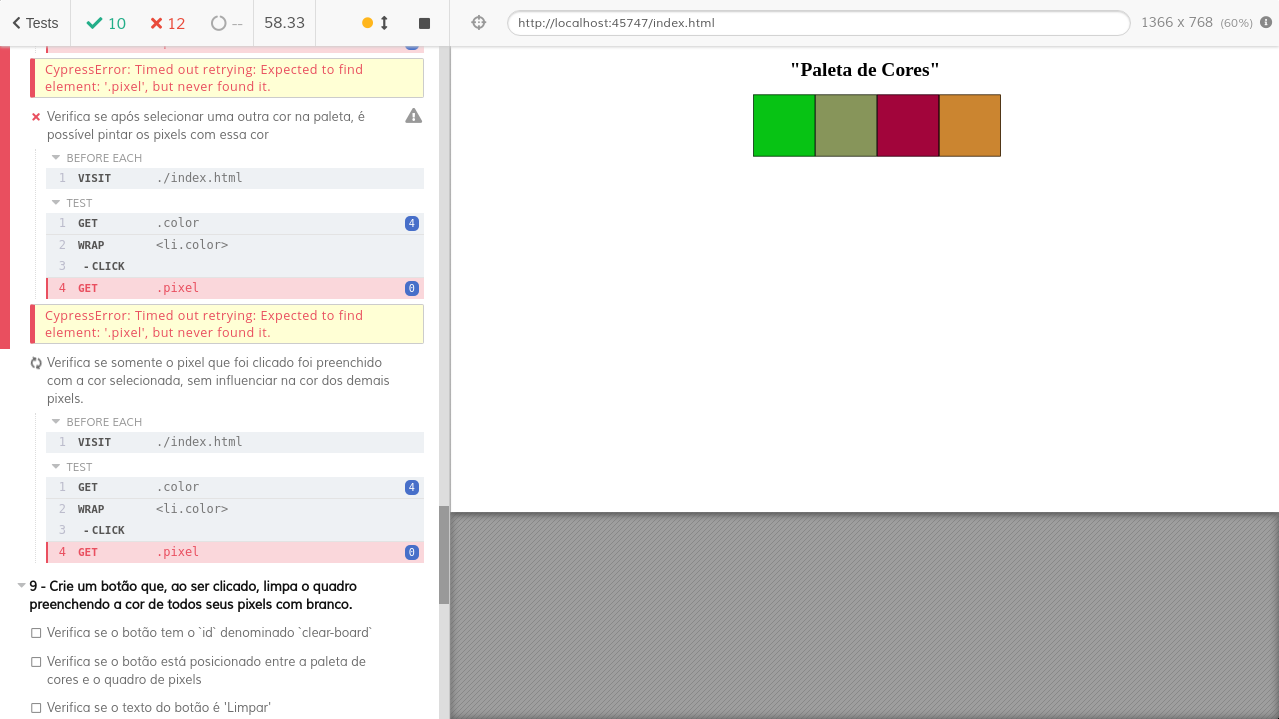 Tests 10 12 -- 58.33 http://localhost:45747/index.html 1366 x 768 (60%)
CypressError: Timed out retrying: Expected to find
element: '.pixel', but never found it.
Verifica se após selecionar uma outra cor na paleta, é
possível pintar os pixels com essa cor
BEFORE EACH
1 VISIT ./index.html
TEST
1 GET .color 4
2 WRAP <li.color>
3 -CLICK
4 GET .pixel 0
CypressError: Timed out retrying: Expected to find
element: '.pixel', but never found it.
Verifica se somente o pixel que foi clicado foi preenchido
com a cor selecionada, sem influenciar na cor dos demais
pixels.
BEFORE EACH
1 VISIT ./index.html
TEST
1 GET .color 4
2 WRAP <li.color>
3 -CLICK
4 GET .pixel 0
9 - Crie um botão que, ao ser clicado, limpa o quadro
preenchendo a cor de todos seus pixels com branco.
Verifica se o botão tem o `id` denominado `clear-board`
Verifica se o botão está posicionado entre a paleta de
cores e o quadro de pixels
Verifica se o texto do botão é 'Limpar'
"Paleta de Cores"